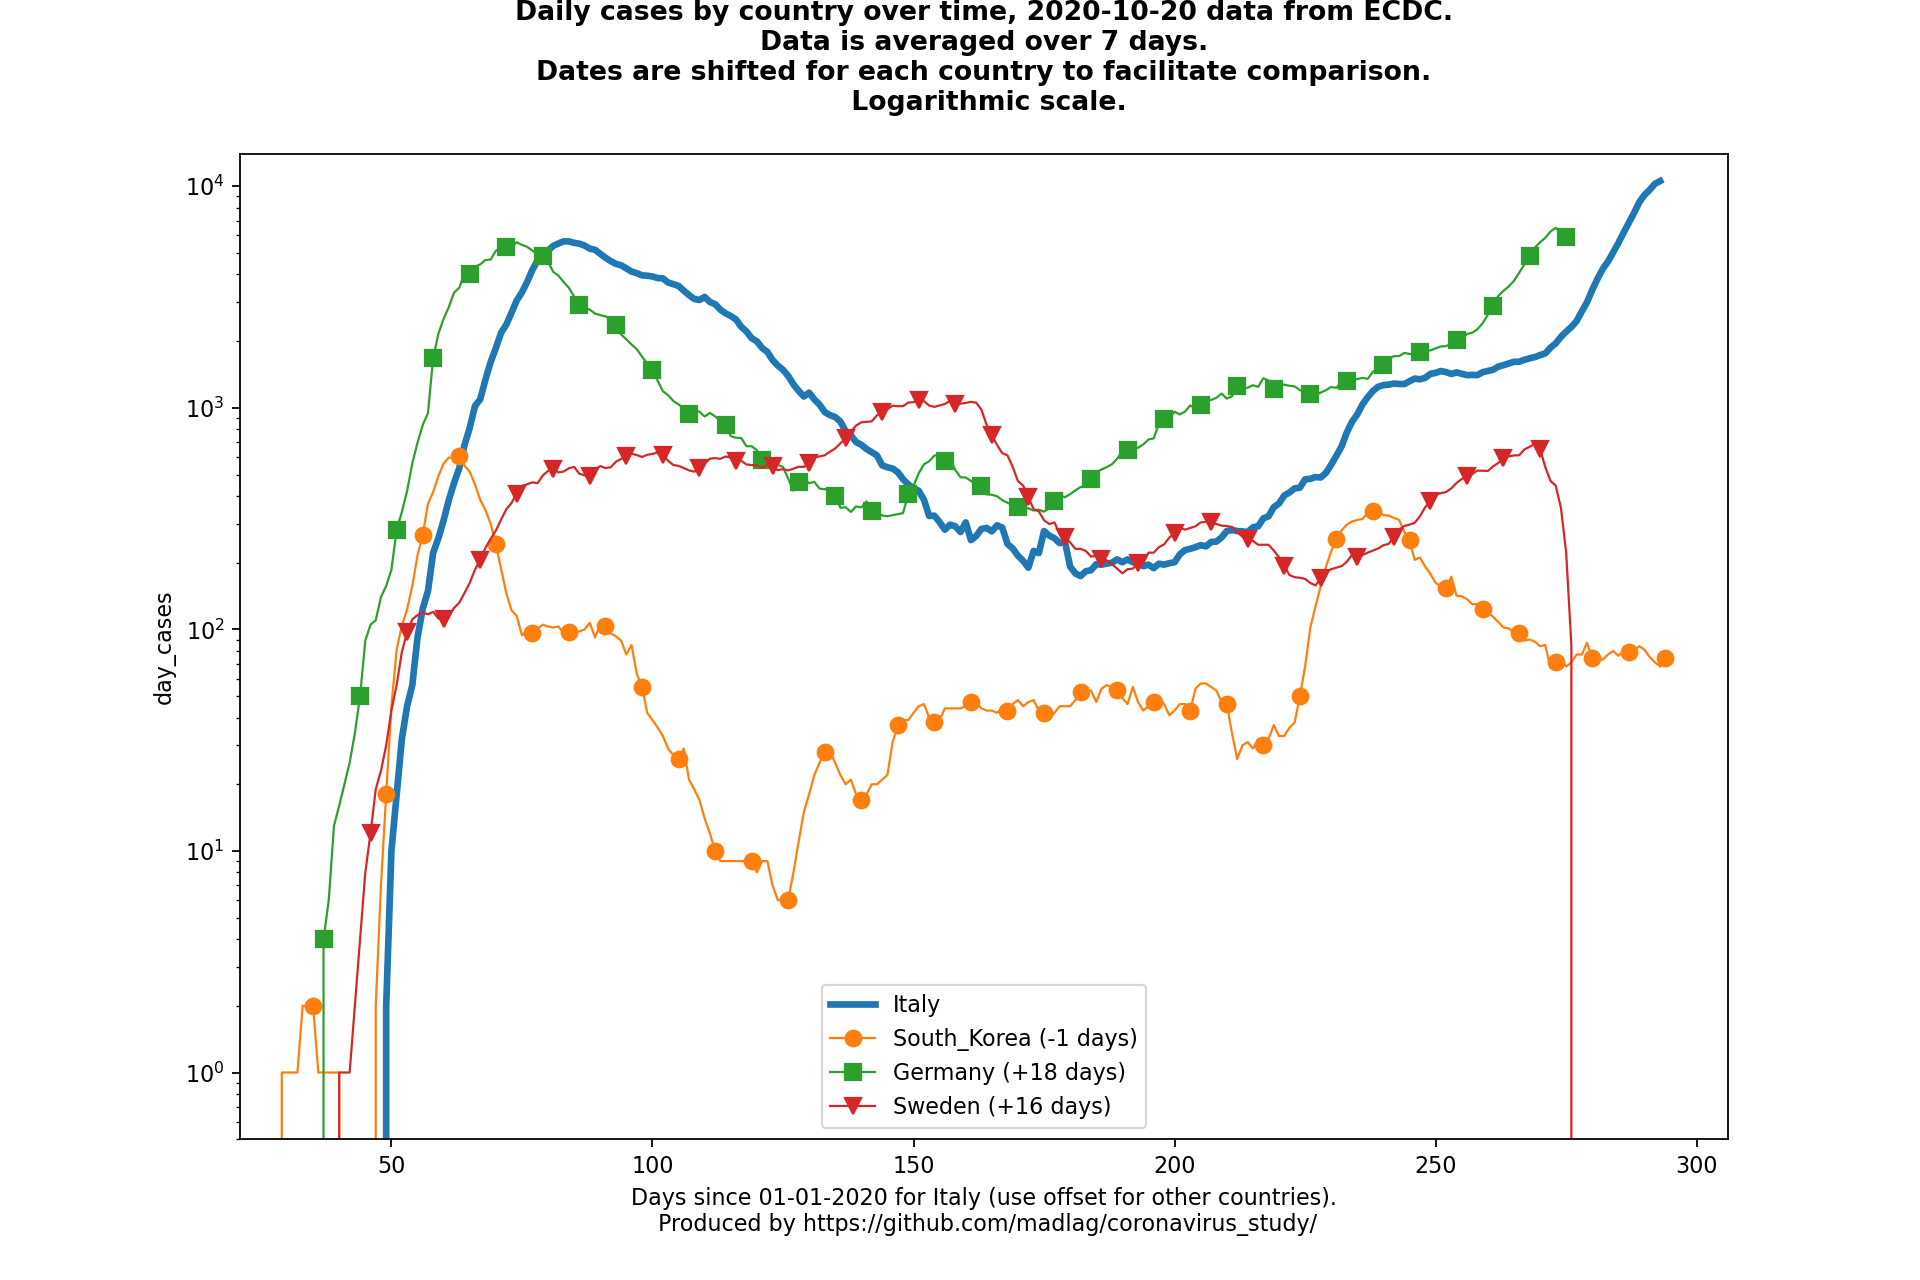 Daily cases by country over time, 2020-10-20 data from ECDC.
Data is averaged over 7 days.
Dates are shifted for each country to facilitate comparison.
Logarithmic scale.
10^4
10^3
10^2
10^1
10^0
day_cases
Italy
South_Korea (-1 days)
Germany (+18 days)
Sweden (+16 days)
50
100
150
200
250
300
Days since 01-01-2020 for Italy (use offset for other countries).
Produced by https://github.com/madlag/coronavirus_study/